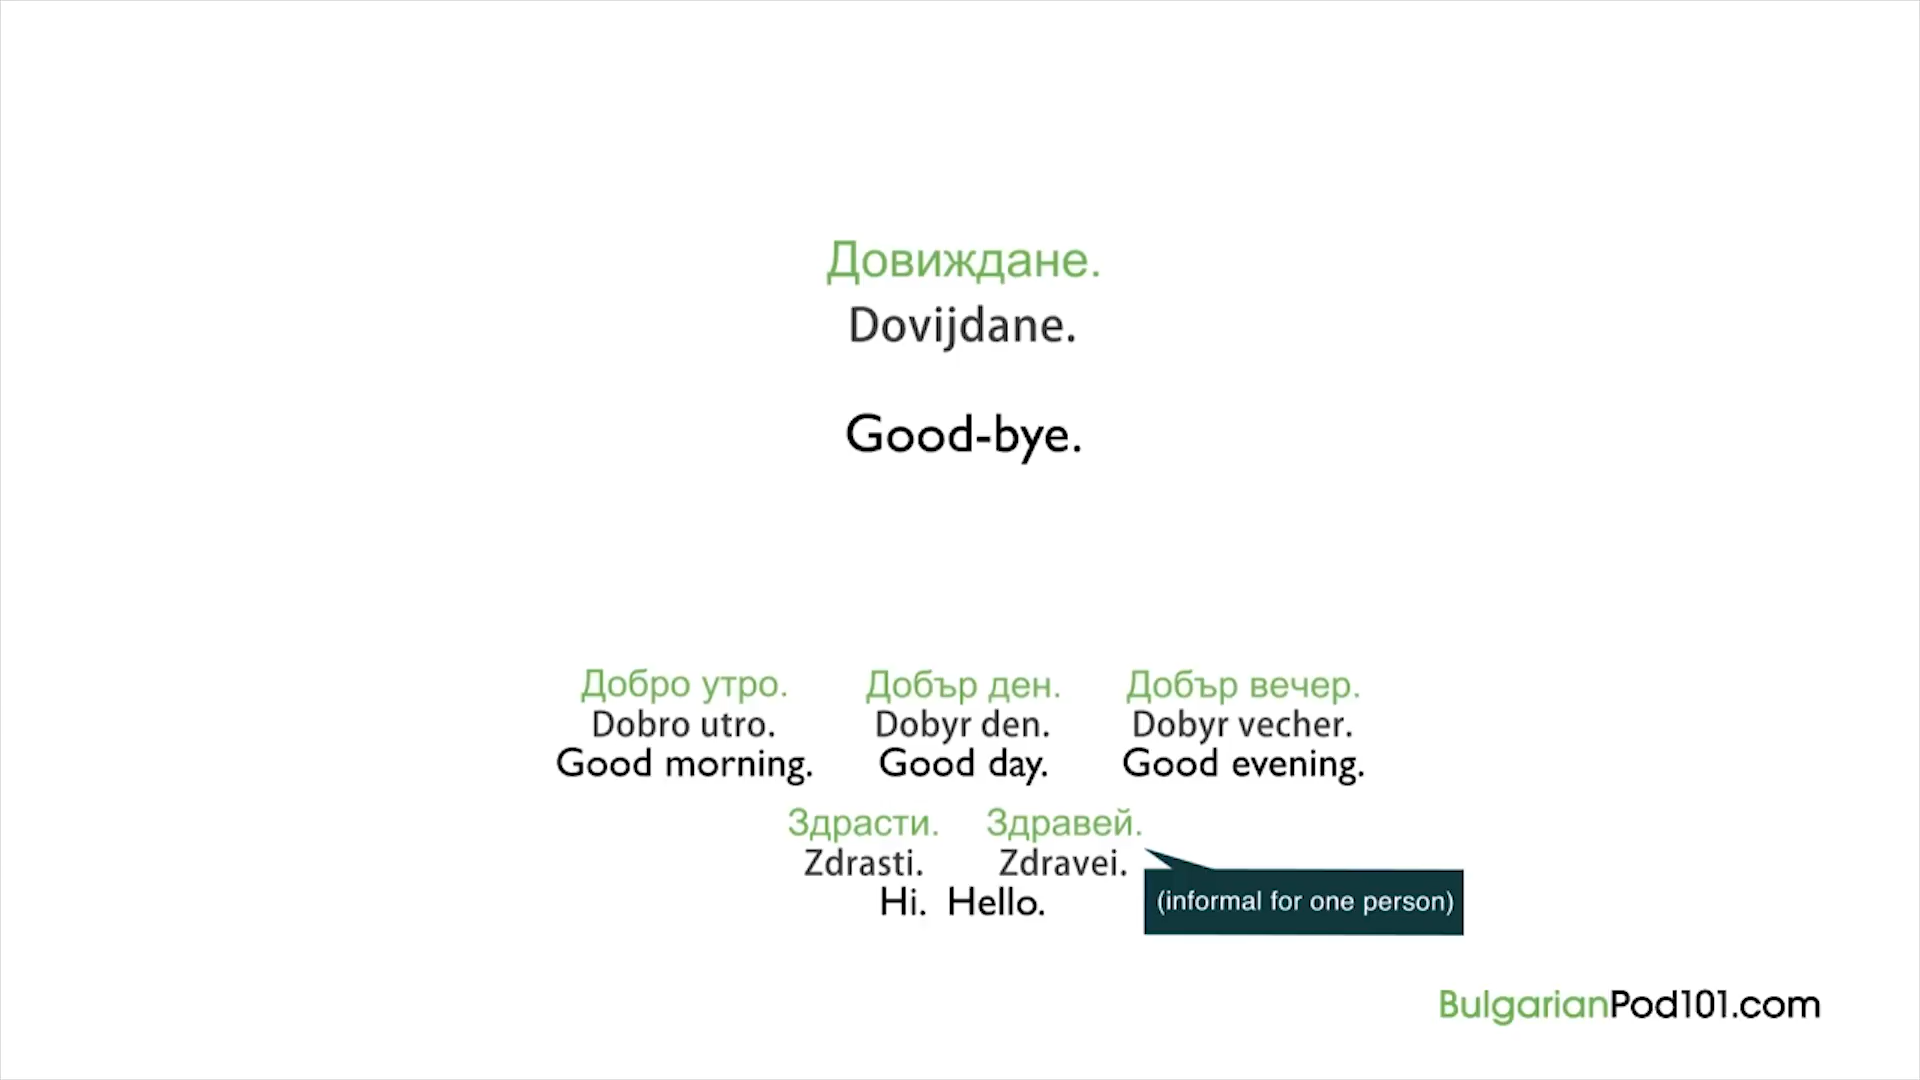 Довиждане.
Dovijdane.
Good-bye.
Добро утро. Добър ден. Добър вечер.
Dobro utro. Dobyr den. Dobyr vecher.
Good morning. Good day. Good evening.
Здрасти. Здравей.
Zdrasti. Zdravei.
Hi. Hello.
(informal for one person)
BulgarianPod101.com